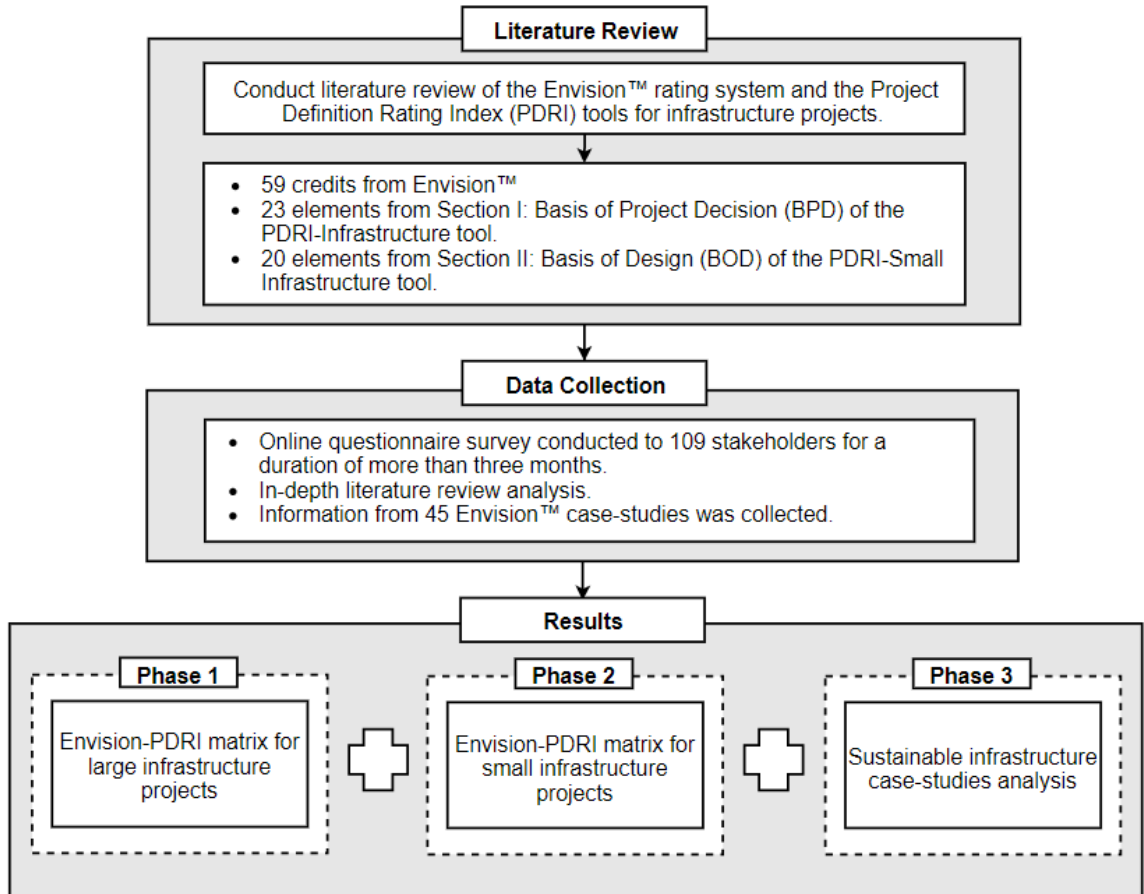 Literature Review
Conduct literature review of the Envision™ rating system and the Project
Definition Rating Index (PDRI) tools for infrastructure projects.
• 59 credits from Envision™
• 23 elements from Section I: Basis of Project Decision (BPD) of the
PDRI-Infrastructure tool.
• 20 elements from Section II: Basis of Design (BOD) of the PDRI-Small
Infrastructure tool.
Data Collection
• Online questionnaire survey conducted to 109 stakeholders for a
duration of more than three months.
• In-depth literature review analysis.
• Information from 45 Envision™ case-studies was collected.
Results
Phase 1
Envision-PDRI matrix for
large infrastructure
projects
Phase 2
Envision-PDRI matrix for
small infrastructure
projects
Phase 3
Sustainable infrastructure
case-studies analysis